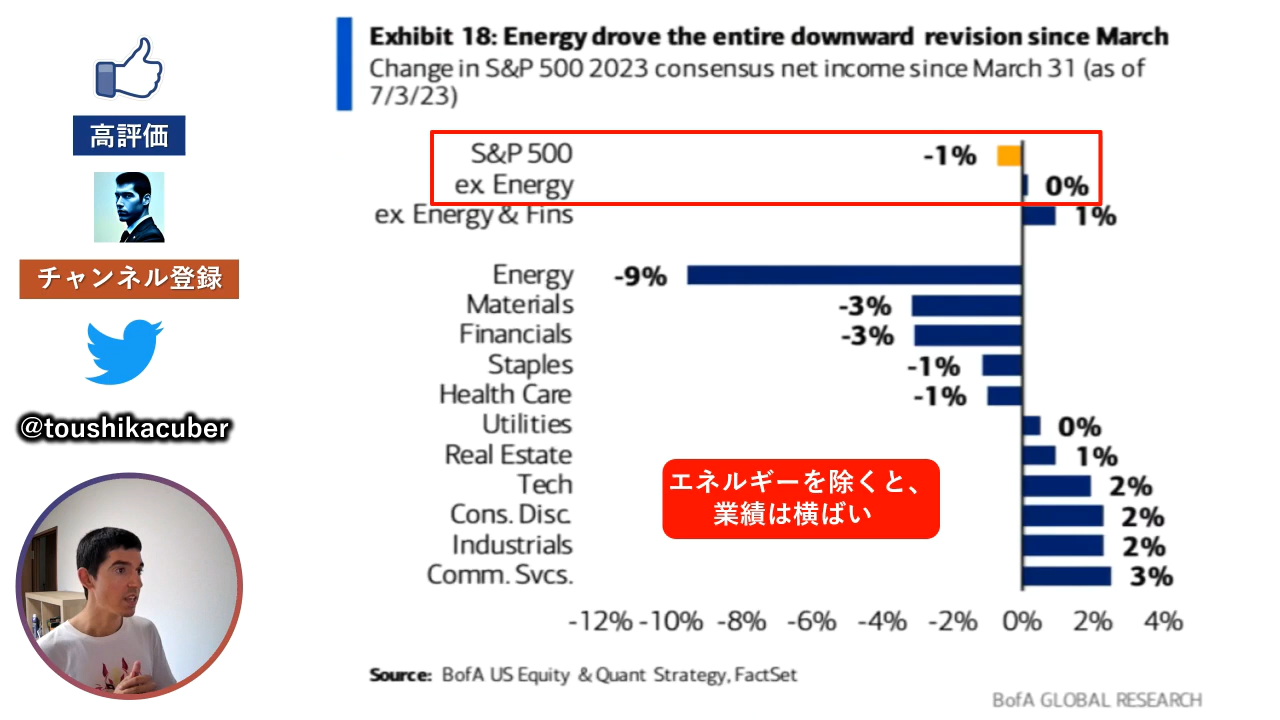 高評価
チャンネル登録
@toushikacuber
Exhibit 18: Energy drove the entire downward revision since March
Change in S&P 500 2023 consensus net income since March 31 (as of
7/3/23)
S&P 500 -1%
ex. Energy 0%
ex. Energy & Fins 1%
Energy -9%
Materials -3%
Financials -3%
Staples -1%
Health Care -1%
Utilities 0%
Real Estate 1%
Tech 2%
Cons. Disc. 2%
Industrials 2%
Comm. Svcs. 3%
エネルギーを除くと、
業績は横ばい
-12% -10% -8% -6% -4% -2% 0% 2% 4%
Source: BofA US Equity & Quant Strategy, FactSet
BofA GLOBAL RESEARCH